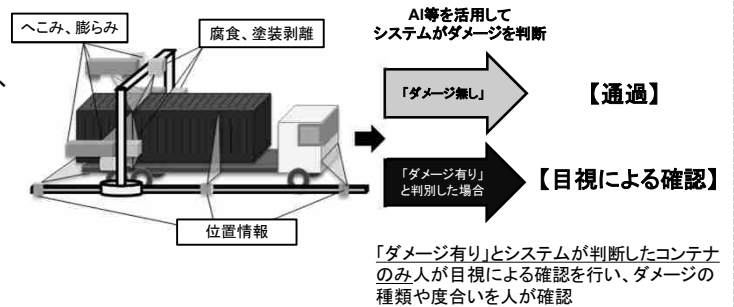 へこみ、膨らみ
腐食、塗装剥離
位置情報
AI等を活用して
システムがダメージを判断
「ダメージ無し」
【通過】
「ダメージ有り」
と判別した場合
【目視による確認】
「ダメージ有り」とシステムが判断したコンテナ
のみ人が目視による確認を行い、ダメージの
種類や度合いを人が確認